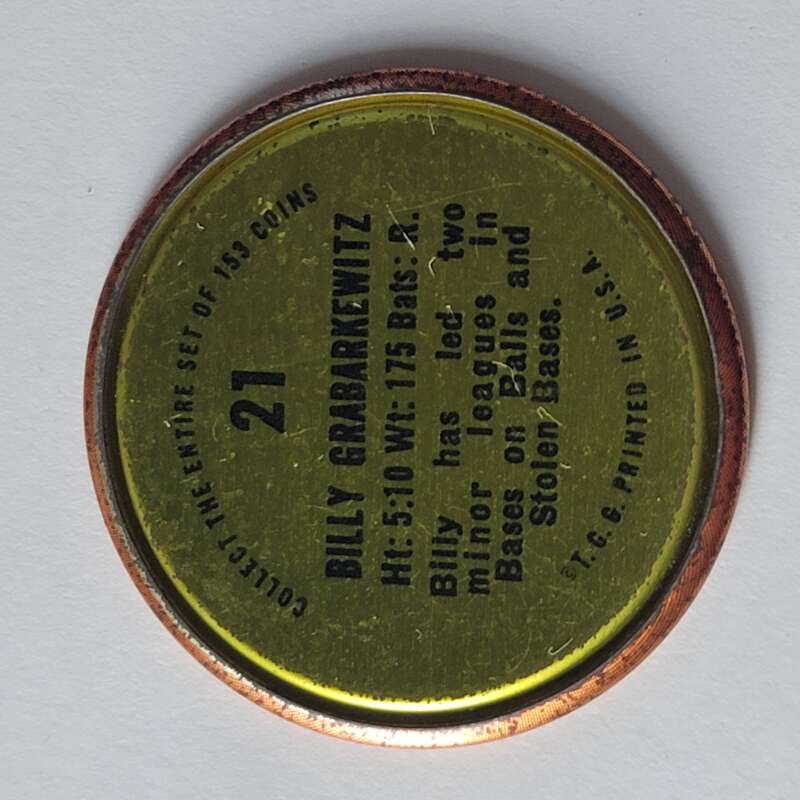 COLLECT THE ENTIRE SET OF 153 COINS
21
BILLY GRABARKEWITZ
Ht: 5:10 Wt: 175 Bats: R.
Billy has led two
minor leagues in
Bases on Balls and
Stolen Bases.
©T. C. G. PRINTED IN U.S.A.